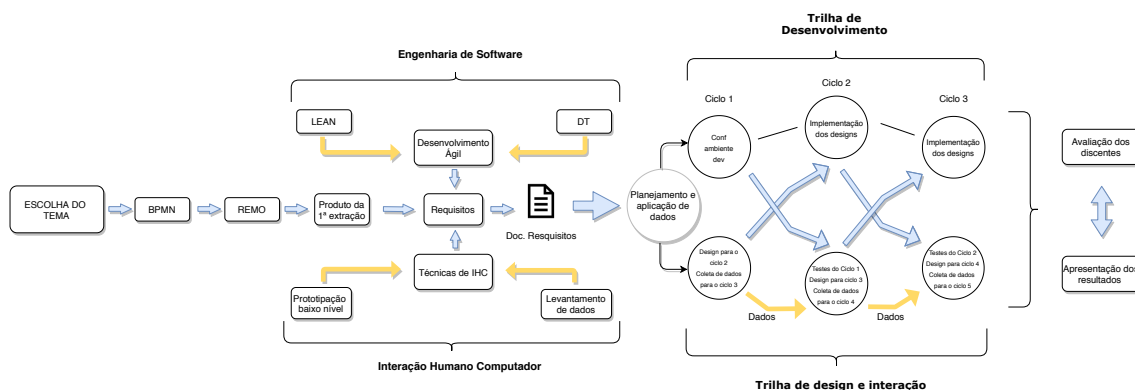 Trilha de
Desenvolvimento
Engenharia de Software
Ciclo 1
Ciclo 2
Ciclo 3
LEAN
DT
Desenvolvimento
Ágil
Conf
ambiente
dev
Implementação
dos designs
Implementação
dos designs
Avaliação dos
discentes
ESCOLHA DO
TEMA
BPMN
REMO
Produto da
1ª extração
Requisitos
Doc. Resquisitos
Planejamento e
aplicação de
dados
Técnicas de IHC
Prototipação
baixo nível
Levantamento
de dados
Design para o
ciclo 2
Coleta de dados
para o ciclo 3
Testes do Ciclo 1
Design para ciclo 3
Coleta de dados
para o ciclo 4
Testes do Ciclo 2
Design para ciclo 4
Coleta de dados
para o ciclo 5
Apresentação dos
resultados
Dados
Dados
Interação Humano Computador
Trilha de design e interação